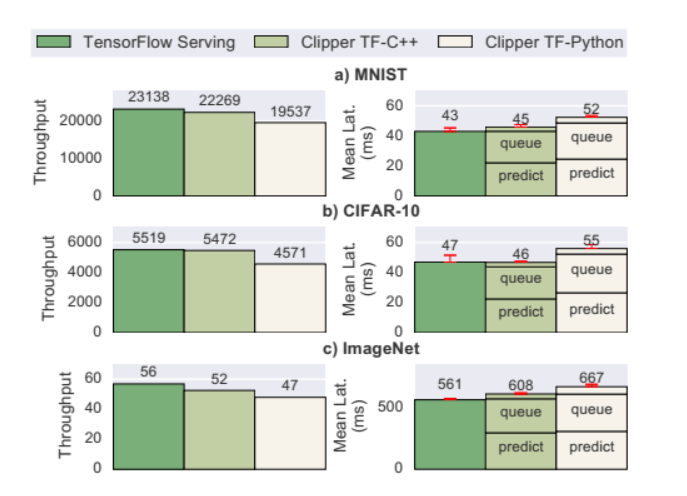 TensorFlow Serving Clipper TF-C++ Clipper TF-Python
a) MNIST
Throughput
20000
10000
0
23138 22269 19537
Mean Lat.
(ms)
60
40
20
0
43 45 52
queue queue
predict predict
b) CIFAR-10
Throughput
6000
4000
2000
0
5519 5472 4571
Mean Lat.
(ms)
60
40
20
0
47 46 55
queue queue
predict predict
c) ImageNet
Throughput
60
40
20
0
56 52 47
Mean Lat.
(ms)
500
0
561 608 667
queue queue
predict predict